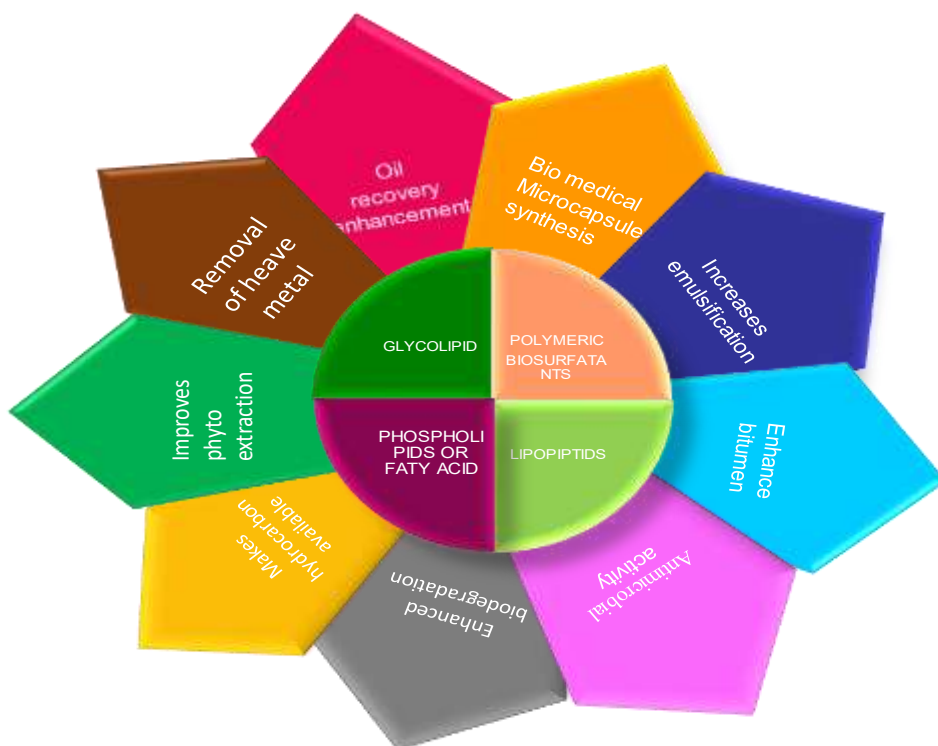 Oil
recovery
enhancement
Bio medical
Microcapsule
synthesis
Increases
emulsification
Enhance
bitumen
Antimicrobial
activity
Enhanced
biodegradation
Makes
hydrocarbon
available
Improves
phyto
extraction
Removal
of heave
metal
GLYCOLIPID
POLYMERIC
BIOSURFATA
NTS
PHOSPHOLI
PIDS OR
FATY ACID
LIPOPIPTIDS